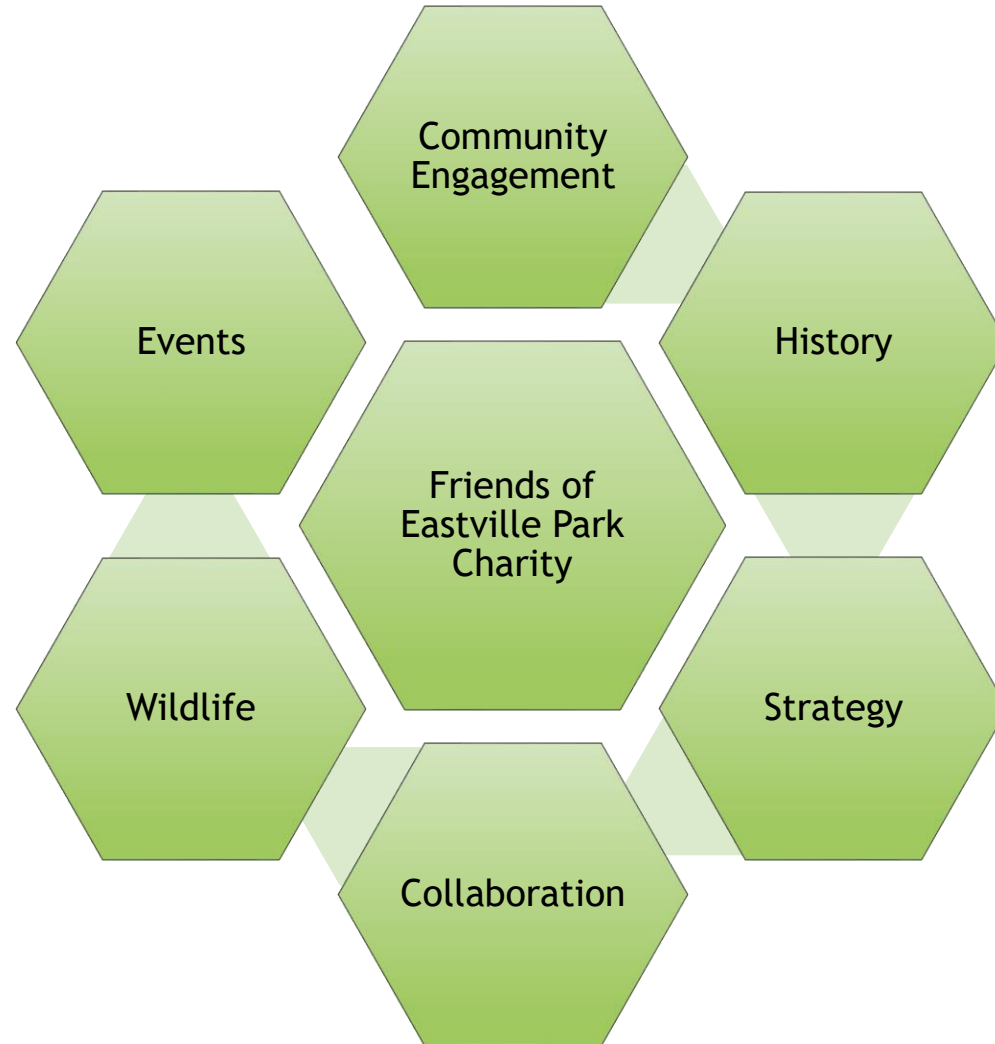 Community
Engagement
Events
History
Friends of
Eastville Park
Charity
Wildlife
Strategy
Collaboration